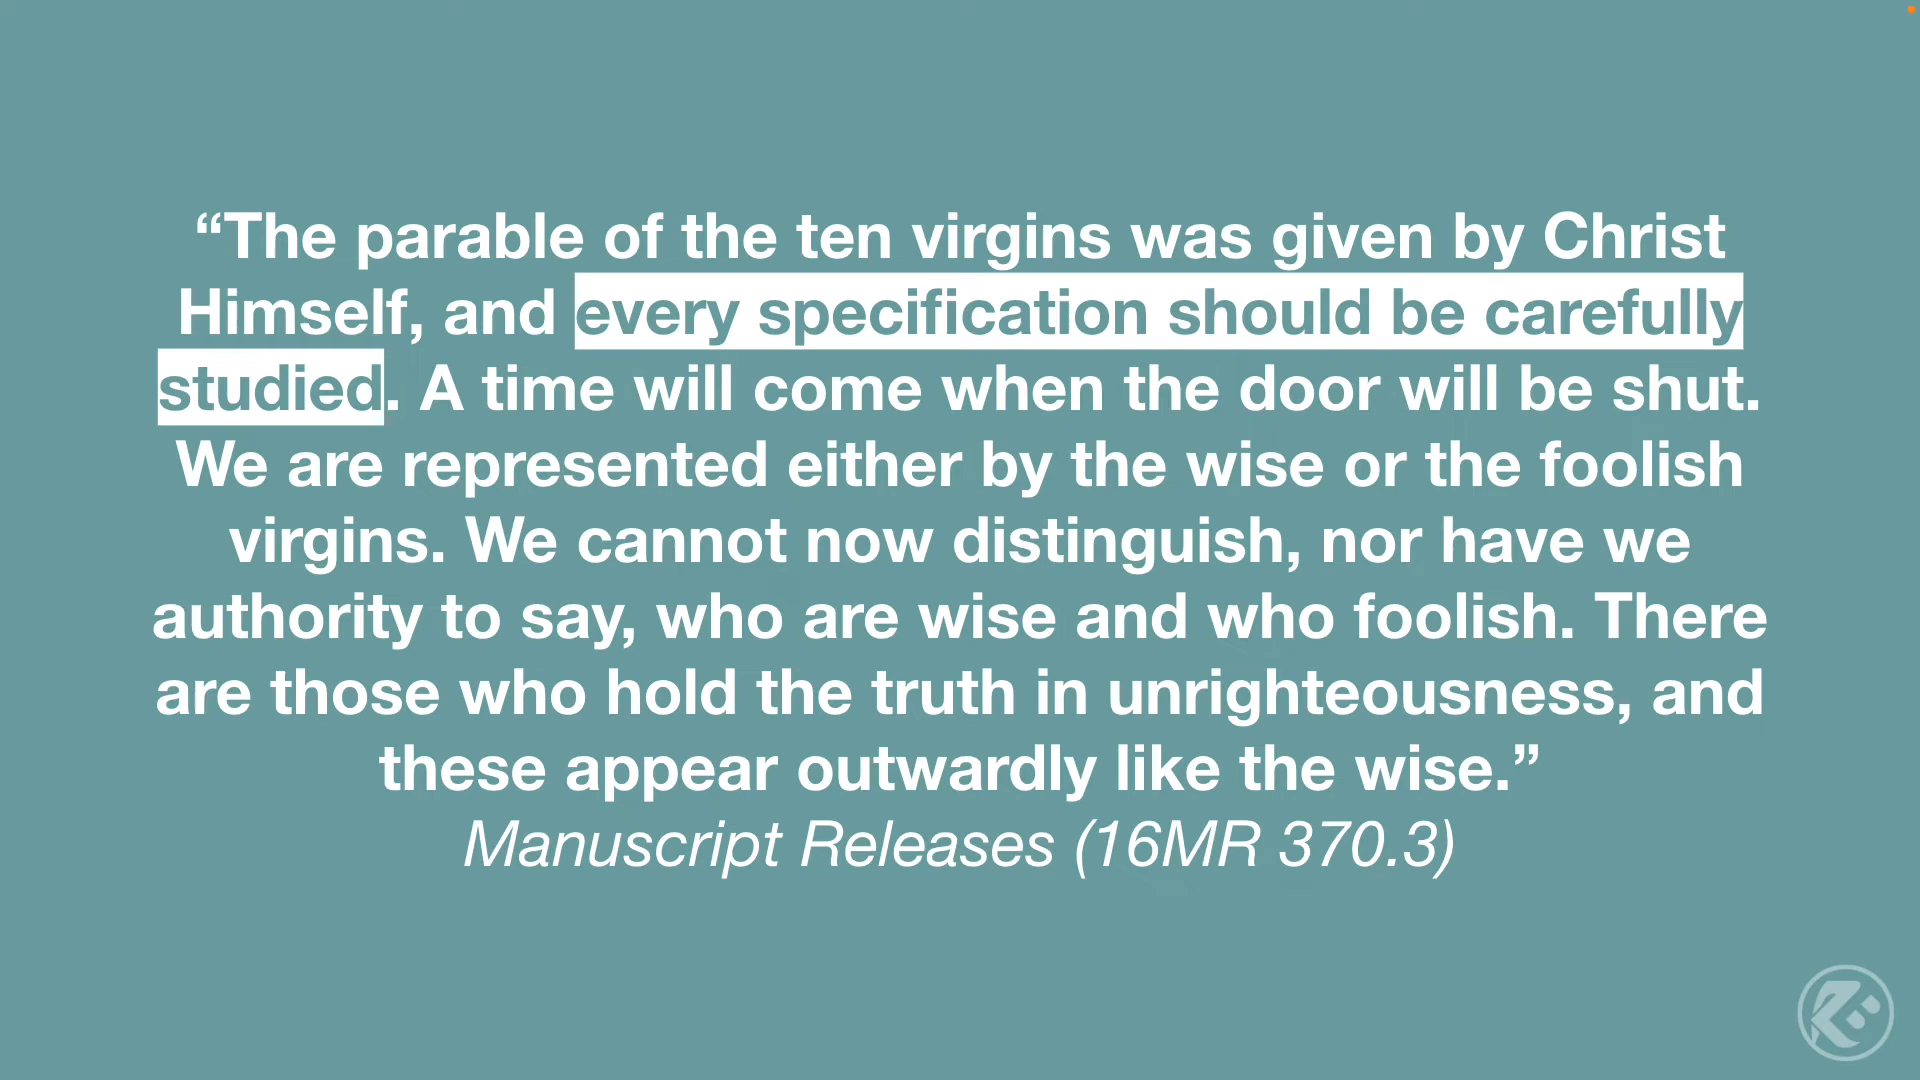 “The parable of the ten virgins was given by Christ
Himself, and every specification should be carefully
studied. A time will come when the door will be shut.
We are represented either by the wise or the foolish
virgins. We cannot now distinguish, nor have we
authority to say, who are wise and who foolish. There
are those who hold the truth in unrighteousness, and
these appear outwardly like the wise.”
Manuscript Releases (16MR 370.3)